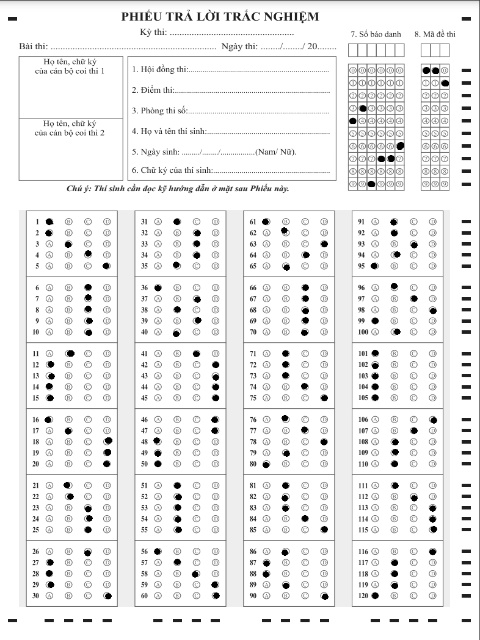 PHIẾU TRẢ LỜI TRẮC NGHIỆM
Kỳ thi: ..........................................
Bài thi: .......................................................... Ngày thi: ......../......../ 20........
7. Số báo danh
8. Mã đề thi
Họ tên, chữ ký
của cán bộ coi thi 1
Họ tên, chữ ký
của cán bộ coi thi 2
1. Hội đồng thi:..................................................
2. Điểm thi:..................................................
3. Phòng thi số:..................................................
4. Họ và tên thí sinh:..................................................
5. Ngày sinh: ......./......./..............(Nam/ Nữ).
6. Chữ ký của thí sinh:..................................................
Chú ý: Thí sinh cần đọc kỹ hướng dẫn ở mặt sau Phiếu này.
1 B C D 31 A C D 61 B C D 91 A C D
2 B C D 32 A B D 62 A C D 92 A C D
3 A C D 33 A B D 63 A B C 93 A B D
4 A B D 34 A B D 64 A B D 94 A C D
5 A B C 35 A C D 65 A C D 95 B C D
6 A B D 36 B C D 66 A B D 96 A C D
7 A B D 37 A B D 67 A B D 97 A B D
8 A B D 38 A C D 68 A B D 98 A B C
9 A B D 39 A B D 69 A B D 99 B C D
10 A B D 40 A C D 70 A B D 100 A C D
11 A C D 41 A B D 71 A C D 101 B C D
12 B C D 42 A B C 72 A C D 102 B C D
13 B C D 43 A B C 73 A C D 103 B C D
14 B C D 44 A B C 74 A B D 104 B C D
15 B C D 45 A B C 75 A B C 105 B C D
16 B C D 46 A B C 76 A C D 106 A B C
17 A C D 47 A B C 77 A B D 107 A B D
18 A B C 48 B C D 78 A B C 108 A C D
19 A B C 49 B C D 79 A C D 109 A C D
20 A B C 50 B C D 80 B C D 110 A C D
21 A C D 51 A C D 81 A C D 111 A C D
22 A C D 52 A C D 82 A C D 112 A B D
23 A B D 53 A C D 83 A C D 113 A B C
24 A B D 54 A C D 84 A B D 114 A B C
25 A B D 55 A C D 85 A B C 115 A B C
26 A B D 56 B C D 86 A C D 116 A B C
27 B C D 57 A C D 87 B C D 117 A C D
28 B C D 58 A B D 88 B C D 118 A C D
29 B C D 59 A B C 89 A C D 119 A C D
30 A B C 60 A B C 90 A B C 120 B C D